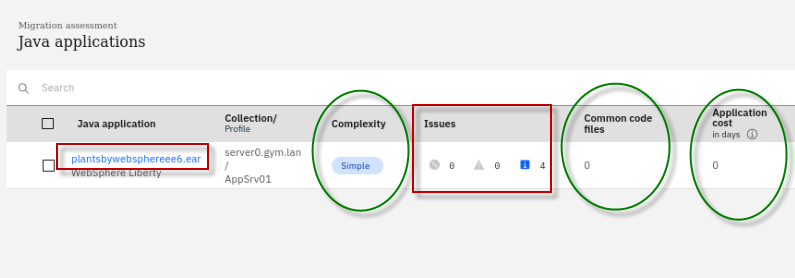 Migration assessment
Java applications
Search
Java application
Collection/
Profile
Complexity
Issues
Common code
files
Application
cost
in days
plantsbywebsphereee6.ear
WebSphere Liberty
server0.gym.lan
/
AppSrv01
Simple
0
0
4
0
0